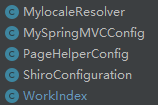 MylocaleResolver
MySpringMVCConfig
PageHelperConfig
ShiroConfiguration
WorkIndex